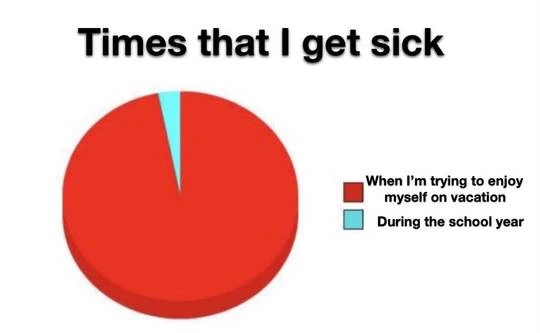 Times that I get sick
When I'm trying to enjoy
myself on vacation
During the school year